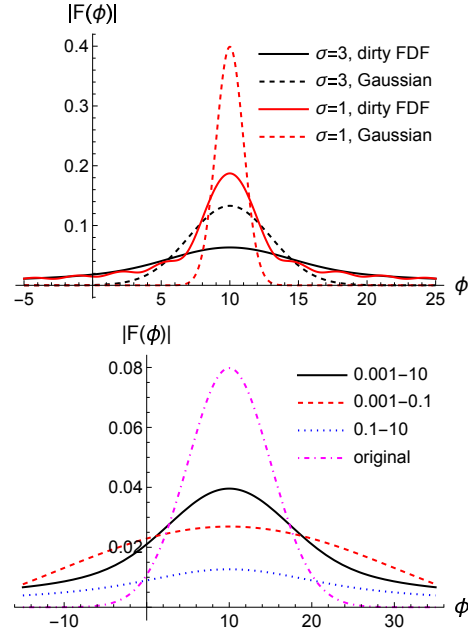 |F(ϕ)|
0.4
0.3
0.2
0.1
σ=3, dirty FDF
σ=3, Gaussian
σ=1, dirty FDF
σ=1, Gaussian
−5 5 10 15 20 25 ϕ
|F(ϕ)|
0.08
0.06
0.04
0.02
0.001−10
0.001−0.1
0.1−10
original
−10 10 20 30 ϕ